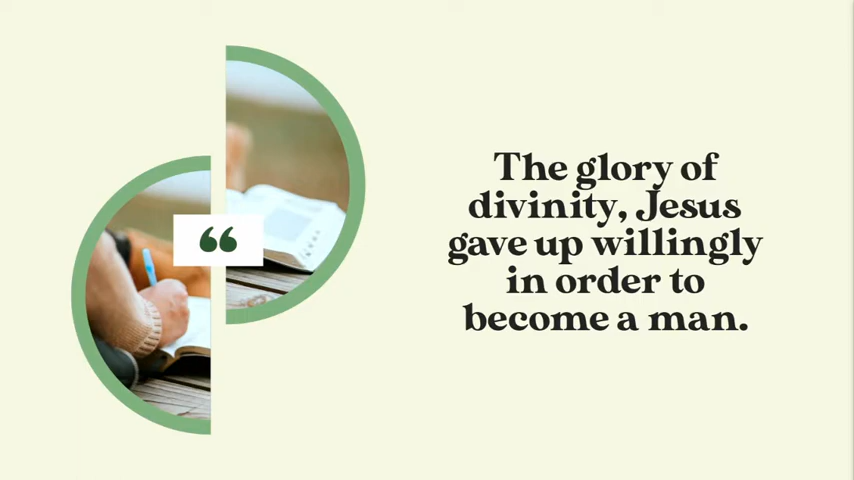 “
The glory of
divinity, Jesus
gave up willingly
in order to
become a man.